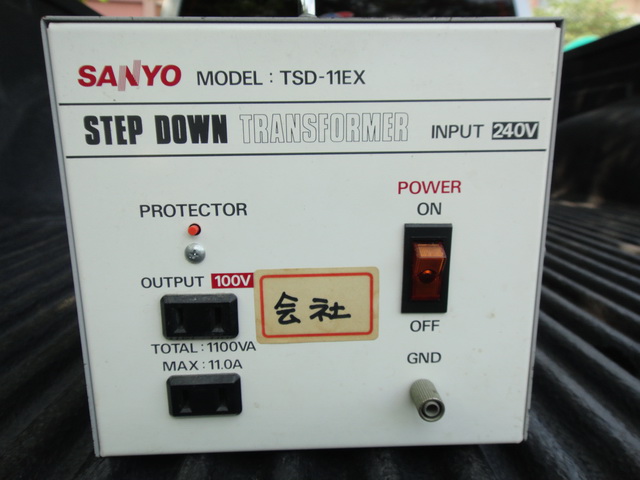 SANYO MODEL : TSD-11EX
STEP DOWN TRANSFORMER INPUT 240V
PROTECTOR
POWER
ON
OUTPUT 100V
会社
OFF
TOTAL : 1100VA
MAX : 11.0A
GND